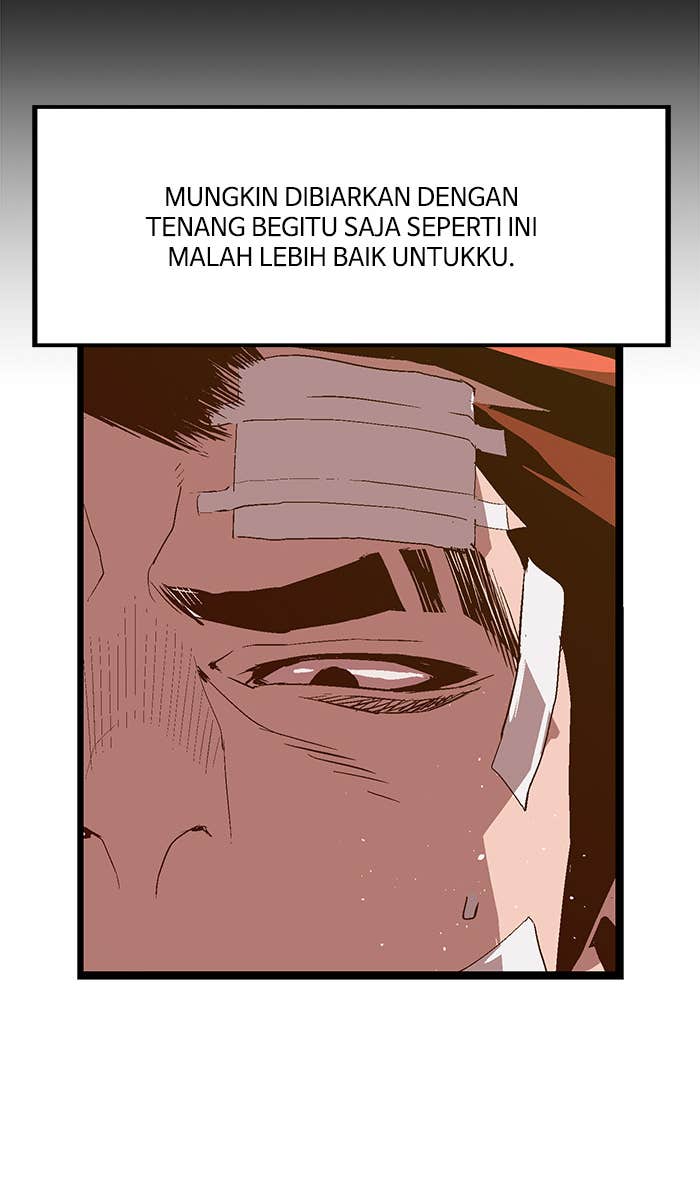 MUNGKIN DIBIARKAN DENGAN
TENANG BEGITU SAJA SEPERTI INI
MALAH LEBIH BAIK UNTUKKU.